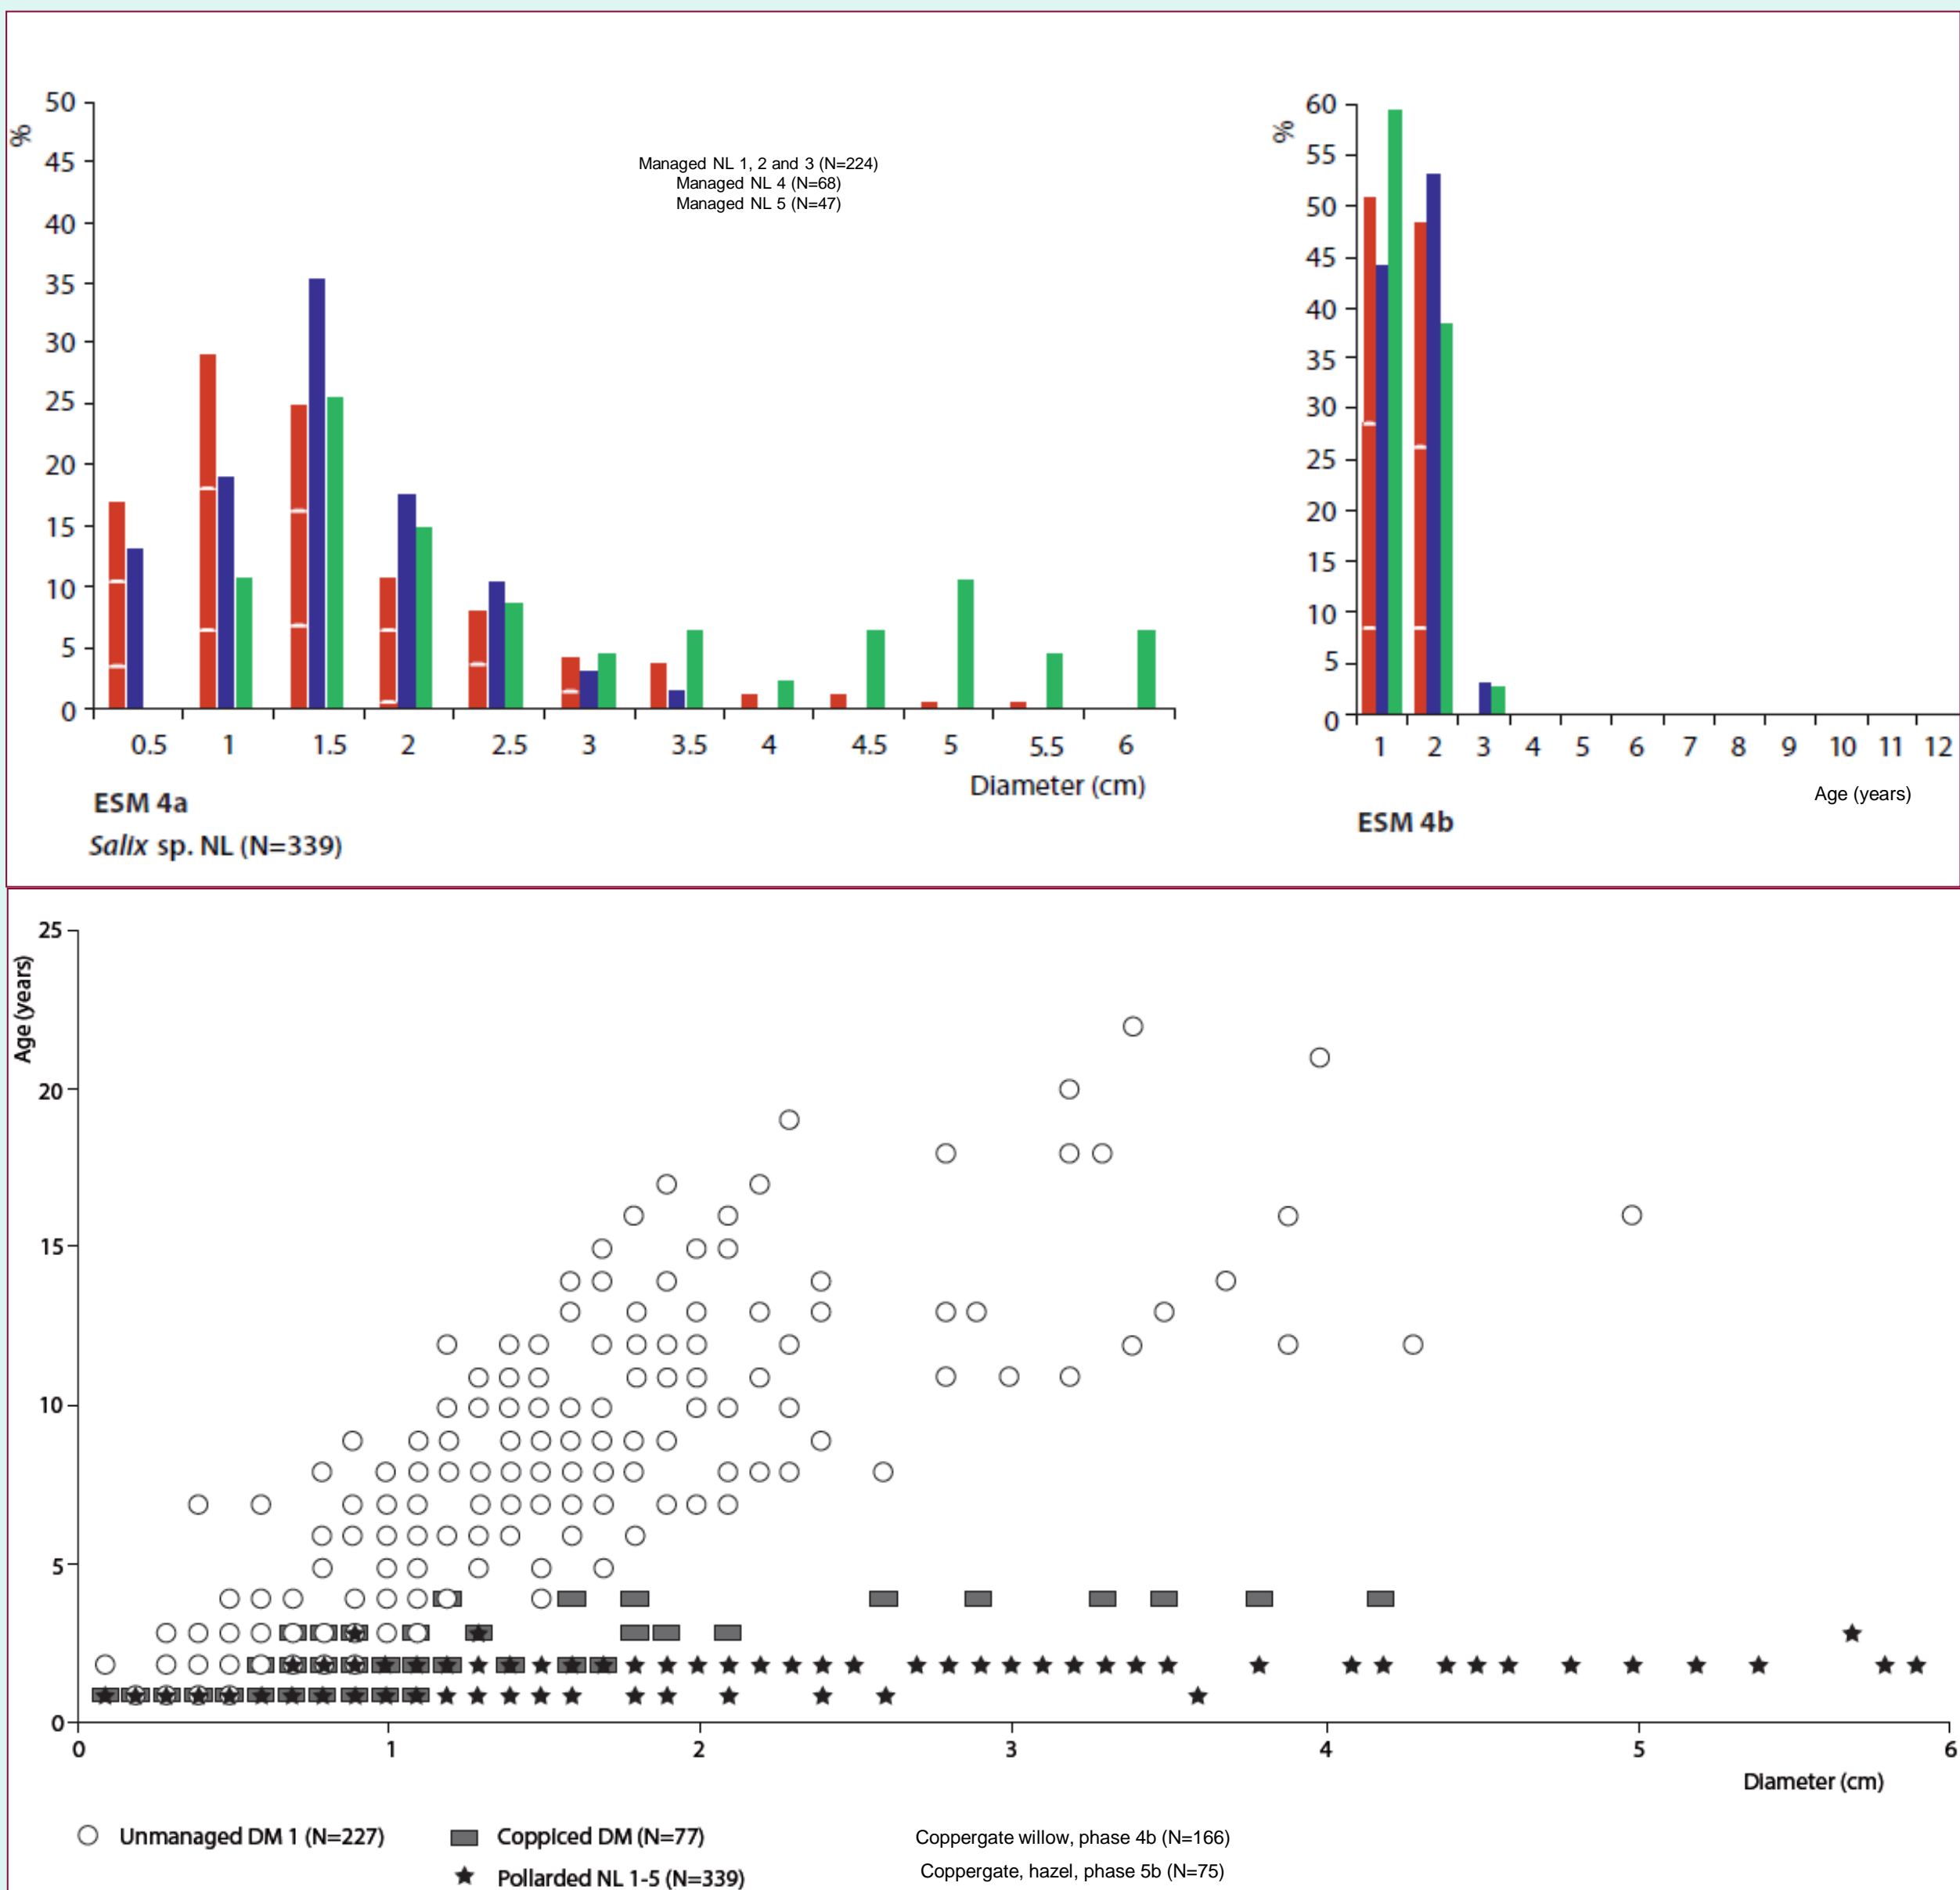 50
%
45
40
35
30
25
20
15
10
5
0
Managed NL 1, 2 and 3 (N=224)
Managed NL 4 (N=68)
Managed NL 5 (N=47)
0.5 1 1.5 2 2.5 3 3.5 4 4.5 5 5.5 6
Diameter (cm)
ESM 4a
Salix sp. NL (N=339)
60
%
55
50
45
40
35
30
25
20
15
10
5
0
1 2 3 4 5 6 7 8 9 10 11 12
Age (years)
ESM 4b
25
Age (years)
20
15
10
5
0
0 1 2 3 4 5 6
Diameter (cm)
Unmanaged DM 1 (N=227)
Coppiced DM (N=77)
Pollarded NL 1-5 (N=339)
Coppergate willow, phase 4b (N=166)
Coppergate, hazel, phase 5b (N=75)